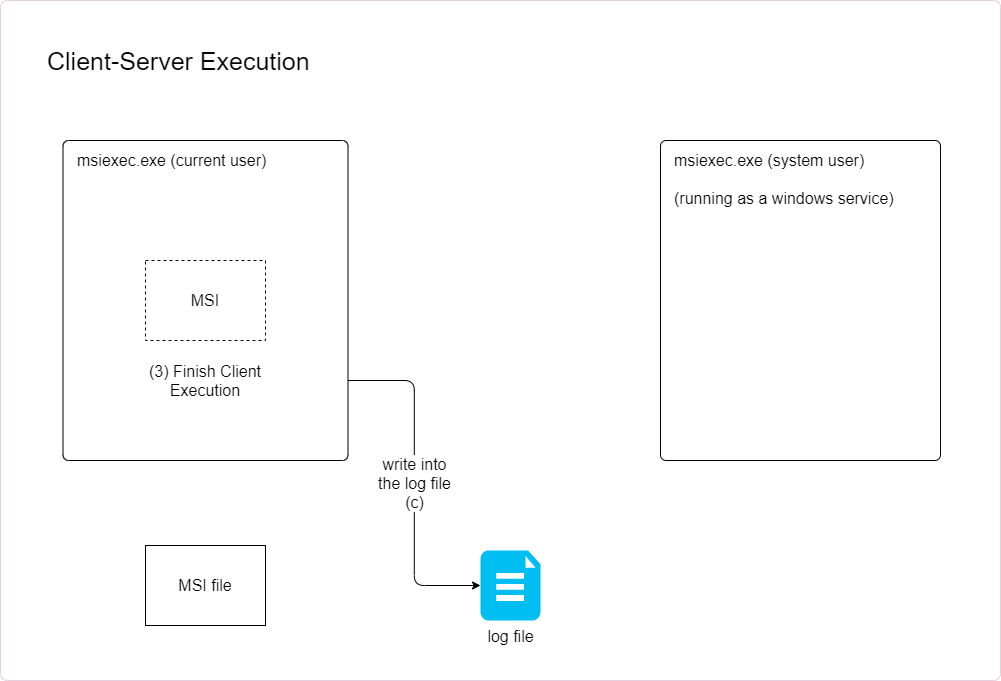 Client-Server Execution
msiexec.exe (current user)
MSI
(3) Finish Client
Execution
msiexec.exe (system user)
(running as a windows service)
write into
the log file
(c)
MSI file
log file